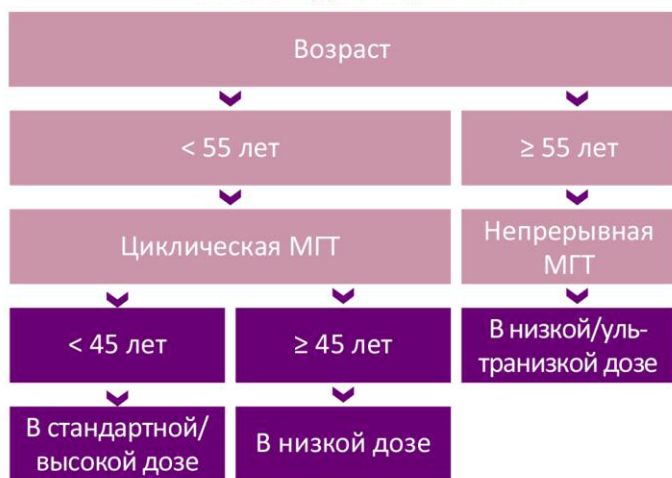 Возраст
< 55 лет
≥ 55 лет
Циклическая МГТ
Непрерывная
МГТ
< 45 лет
≥ 45 лет
В низкой/уль-
транизкой дозе
В стандартной/
высокой дозе
В низкой дозе